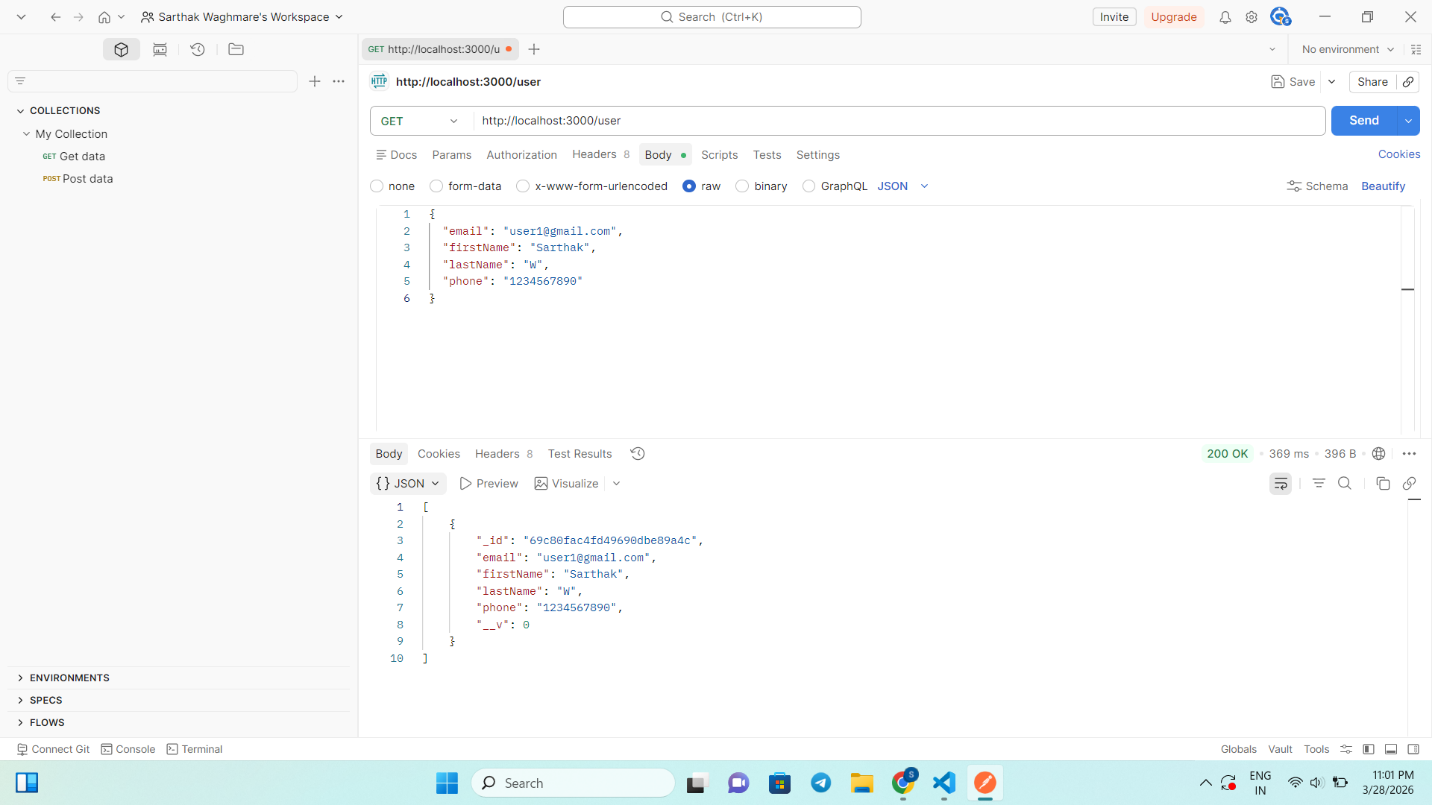 Sarthak Waghmare's Workspace
Search (Ctrl+K)
Invite
Upgrade
GET http://localhost:3000/u
No environment
COLLECTIONS
My Collection
GET Get data
POST Post data
ENVIRONMENTS
SPECS
FLOWS
HTTP http://localhost:3000/user
Save
Share
GET http://localhost:3000/user
Send
Docs Params Authorization Headers 8 Body Scripts Tests Settings
Cookies
none form-data x-www-form-urlencoded raw binary GraphQL JSON
Schema Beautify
1 {
2 "email": "user1@gmail.com",
3 "firstName": "Sarthak",
4 "lastName": "W",
5 "phone": "1234567890"
6 }
Body Cookies Headers 8 Test Results
200 OK • 369 ms • 396 B
{} JSON Preview Visualize
1 [
2 {
3 "_id": "69c80fac4fd49690dbe89a4c",
4 "email": "user1@gmail.com",
5 "firstName": "Sarthak",
6 "lastName": "W",
7 "phone": "1234567890",
8 "__v": 0
9 }
10 ]
Connect Git Console Terminal
Globals Vault Tools
Search
S
ENG
IN
11:01 PM
3/28/2026